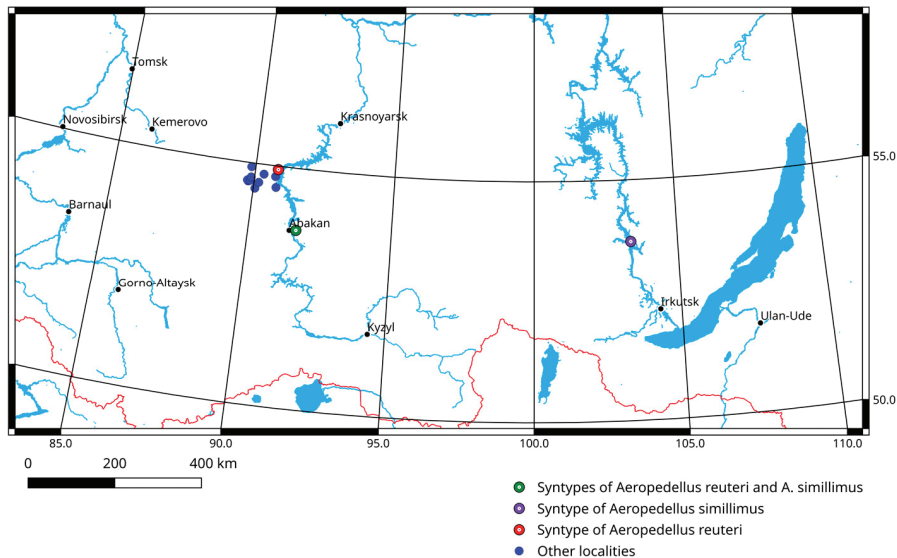 Tomsk
Novosibirsk
Kemerovo
Krasnoyarsk
55.0
Barnaul
Abakan
Gorno-Altaysk
Irkutsk
Ulan-Ude
Kyzyl
50.0
85.0 90.0 95.0 100.0 105.0 110.0
0 200 400 km
Syntypes of Aeropedellus reuteri and A. simillimus
Syntype of Aeropedellus simillimus
Syntype of Aeropedellus reuteri
Other localities